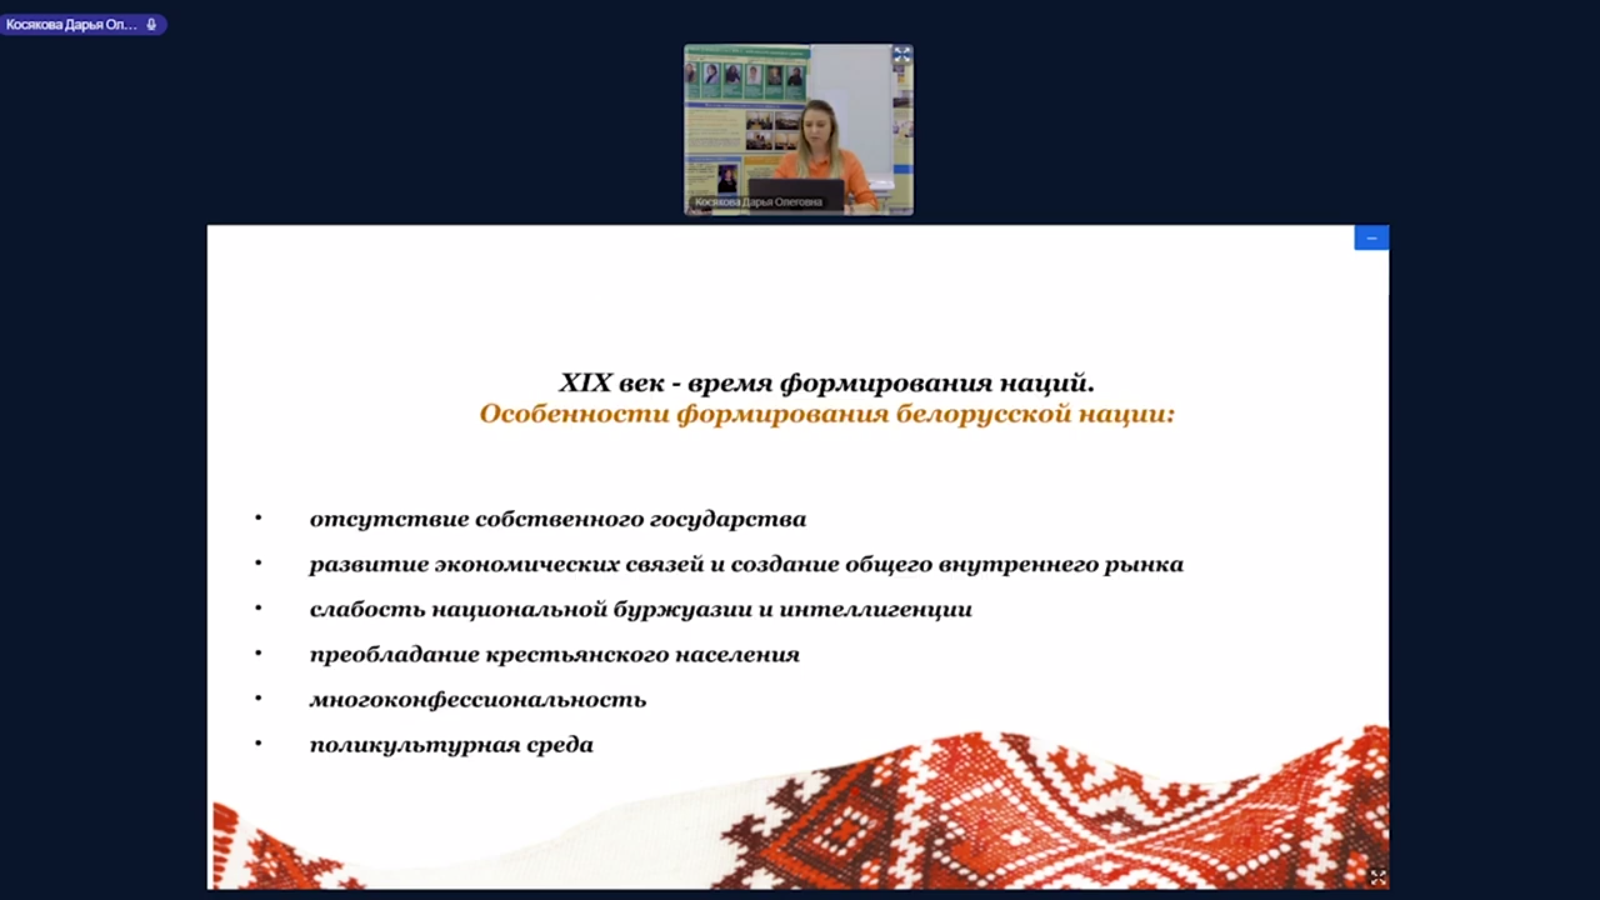 Косякова Дарья Ол...
Косякова Дарья Олеговна
XIX век - время формирования наций.
Особенности формирования белорусской нации:
• отсутствие собственного государства
• развитие экономических связей и создание общего внутреннего рынка
• слабость национальной буржуазии и интеллигенции
• преобладание крестьянского населения
• многоконфессиональность
• поликультурная среда